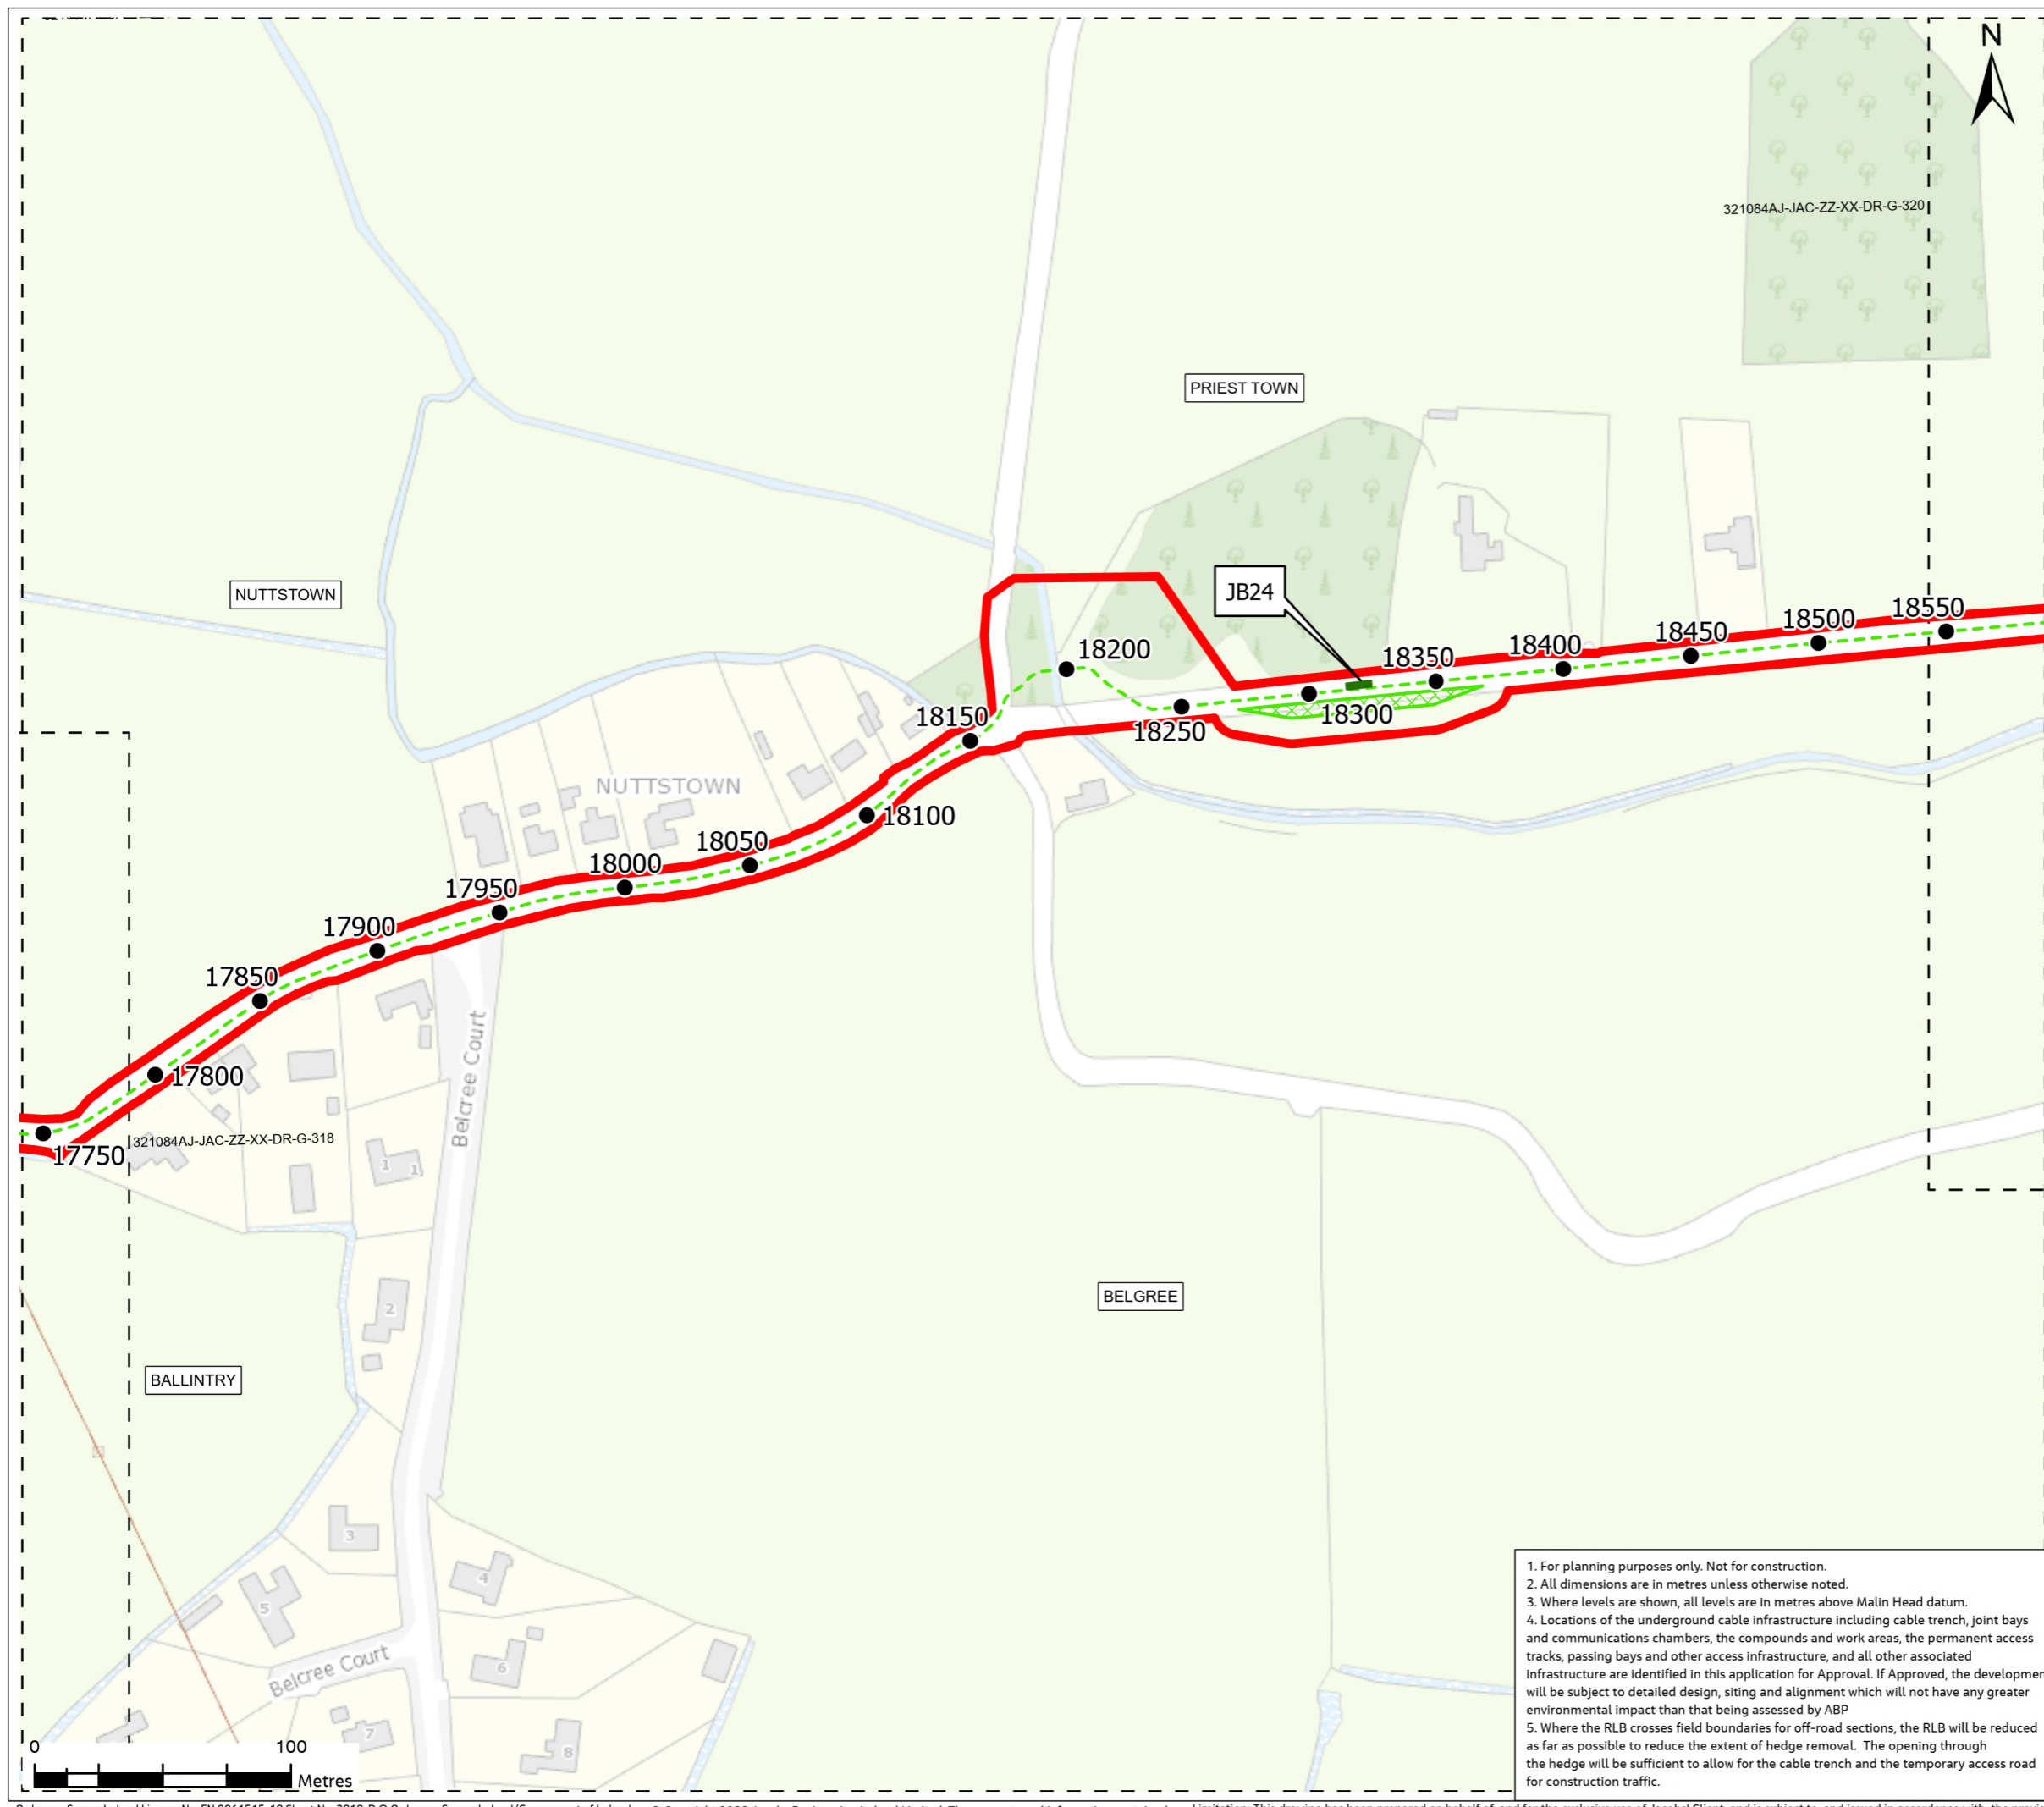 N
321084AJ-JAC-ZZ-XX-DR-G-320
PRIEST TOWN
NUTTSTOWN
JB24
18550
18500
18450
18400
18350
18300
18250
18200
18150
18100
18050
18000
17950
17900
17850
17800
17750
NUTTSTOWN
321084AJ-JAC-ZZ-XX-DR-G-318
Belcree Court
1
1
2
BELGREE
BALLINTRY
3
4
5
6
Belcree Court
7
8
0 100
Metres
1. For planning purposes only. Not for construction.
2. All dimensions are in metres unless otherwise noted.
3. Where levels are shown, all levels are in metres above Malin Head datum.
4. Locations of the underground cable infrastructure including cable trench, joint bays
and communications chambers, the compounds and work areas, the permanent access
tracks, passing bays and other access infrastructure, and all other associated
infrastructure are identified in this application for Approval. If Approved, the developmen
will be subject to detailed design, siting and alignment which will not have any greater
environmental impact than that being assessed by ABP
5. Where the RLB crosses field boundaries for off-road sections, the RLB will be reduced
as far as possible to reduce the extent of hedge removal. The opening through
the hedge will be sufficient to allow for the cable trench and the temporary access road
for construction traffic.